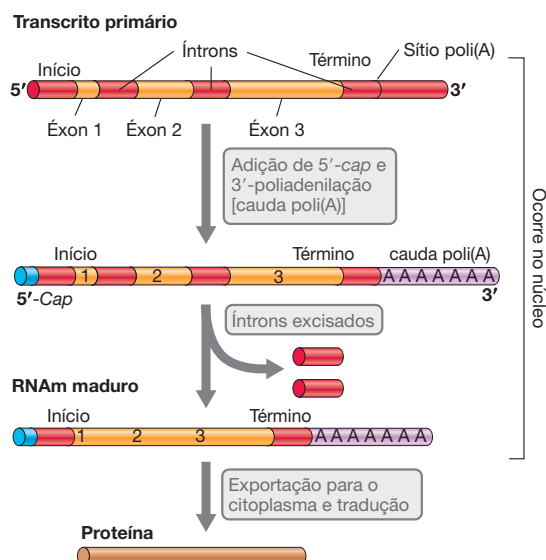 Transcrito primário
Íntrons
Término
Sítio poli(A)
Início
5′
3′
Éxon 1
Éxon 2
Éxon 3
Adição de 5′-cap e
3′-poliadenilação
[cauda poli(A)]
Ocorre no núcleo
Início
Término
cauda poli(A)
1
2
3
A A A A A A A
5′-Cap
3′
Íntrons excisados
RNAm maduro
Início
Término
1
2
3
A A A A A A A
Exportação para o
citoplasma e tradução
Proteína